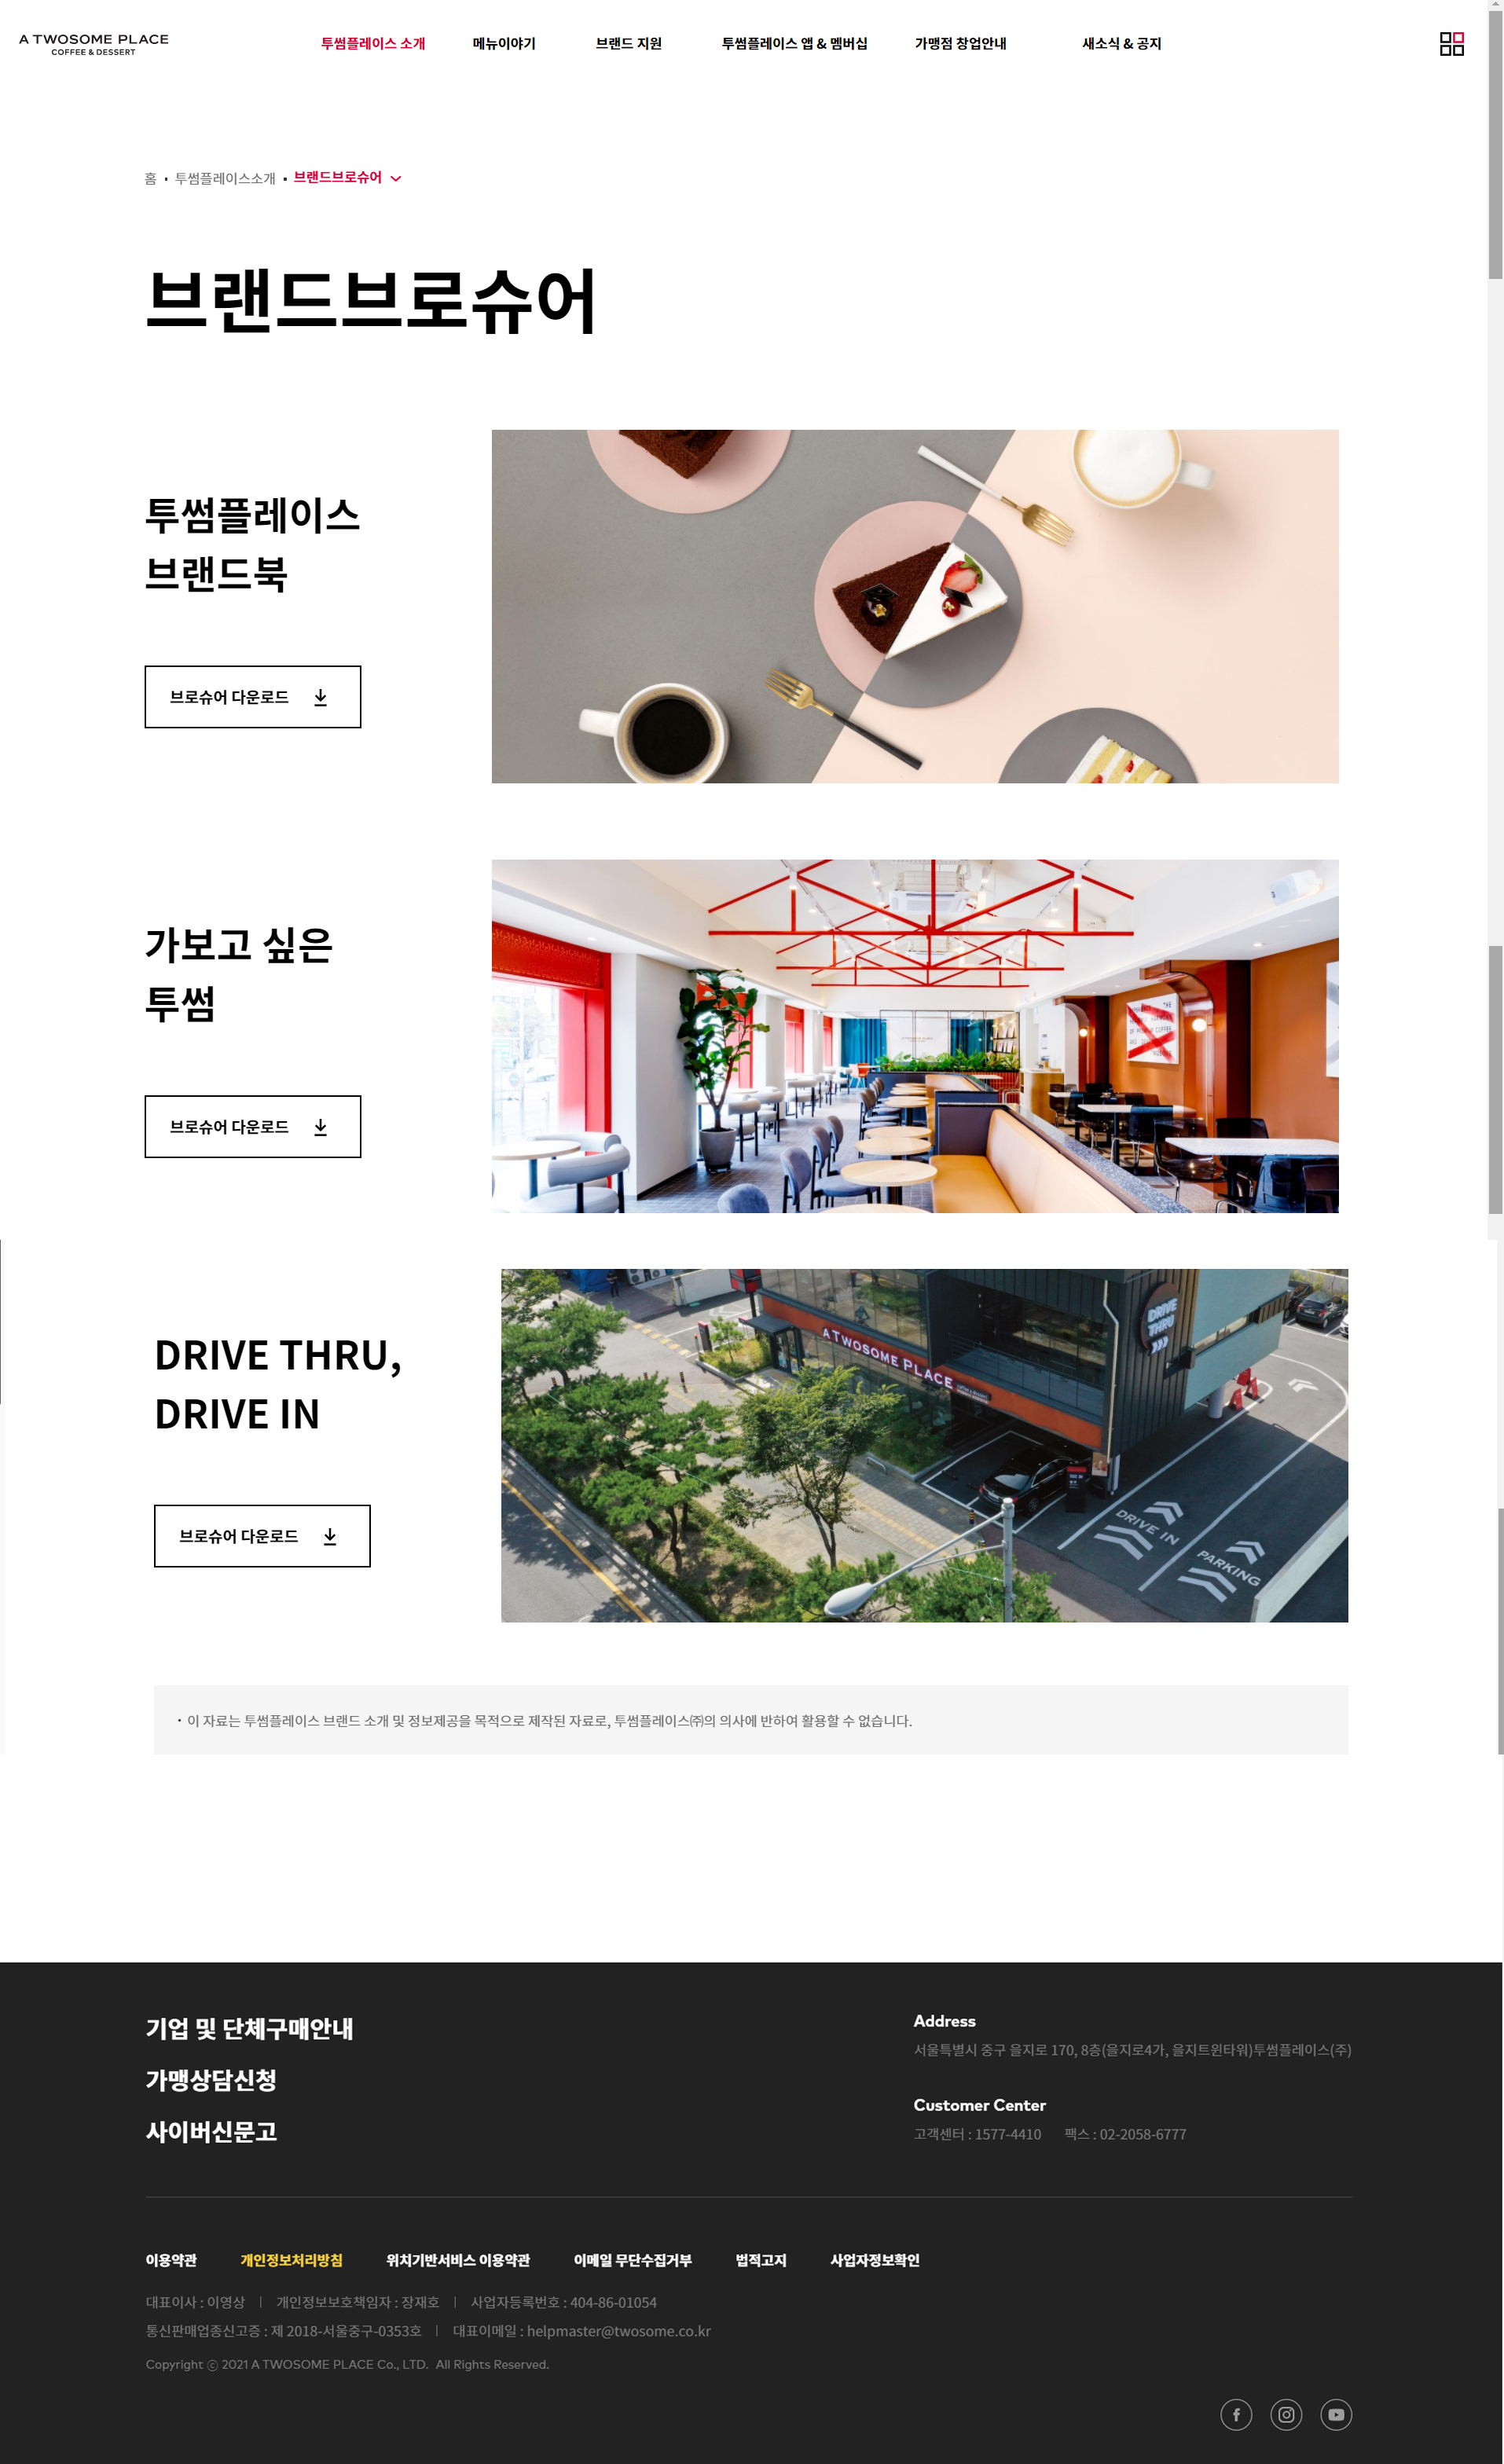 A TWOSOME PLACE
COFFEE & DESSERT
투썸플레이스 소개
메뉴이야기
브랜드 지원
투썸플레이스 앱 & 멤버십
가맹점 창업안내
새소식 & 공지
홈 • 투썸플레이스소개 • 브랜드브로슈어
브랜드브로슈어
투썸플레이스
브랜드북
브로슈어 다운로드
가보고 싶은
투썸
브로슈어 다운로드
DRIVE THRU,
DRIVE IN
브로슈어 다운로드
A TWOSOME PLACE
DRIVE
THRU
DRIVE IN
PARKING
• 이 자료는 투썸플레이스 브랜드 소개 및 정보제공을 목적으로 제작된 자료로, 투썸플레이스㈜의 의사에 반하여 활용할 수 없습니다.
기업 및 단체구매안내
가맹상담신청
사이버신문고
Address
서울특별시 중구 을지로 170, 8층(을지로4가, 을지트윈타워)투썸플레이스(주)
Customer Center
고객센터 : 1577-4410 팩스 : 02-2058-6777
이용약관 개인정보처리방침 위치기반서비스 이용약관 이메일 무단수집거부 법적고지 사업자정보확인
대표이사 : 이영상 | 개인정보보호책임자 : 장재호 | 사업자등록번호 : 404-86-01054
통신판매업종신고증 : 제 2018-서울중구-0353호 | 대표이메일 : helpmaster@twosome.co.kr
Copyright ⓒ 2021 A TWOSOME PLACE Co., LTD. All Rights Reserved.